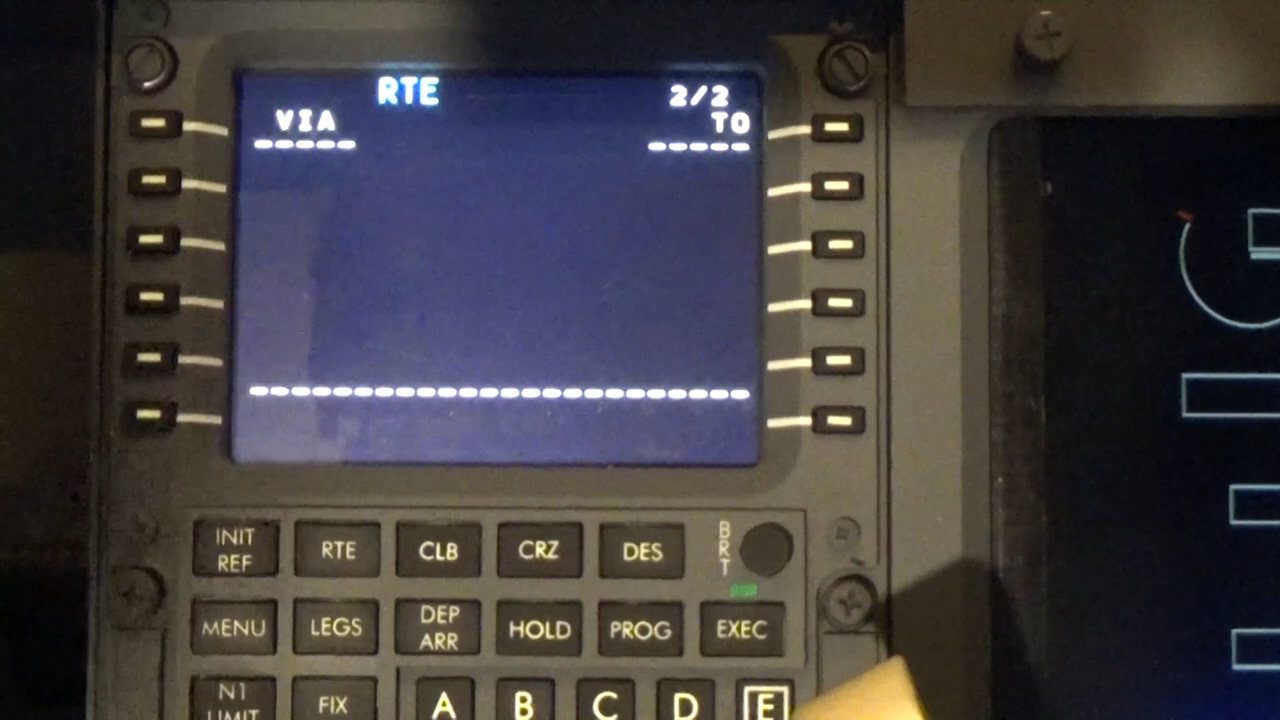 RTE 2/2
VIA TO
----- -----
------------------------
INIT REF RTE CLB CRZ DES BRT
MENU LEGS DEP ARR HOLD PROG EXEC
N1 LIMIT FIX A B C D E